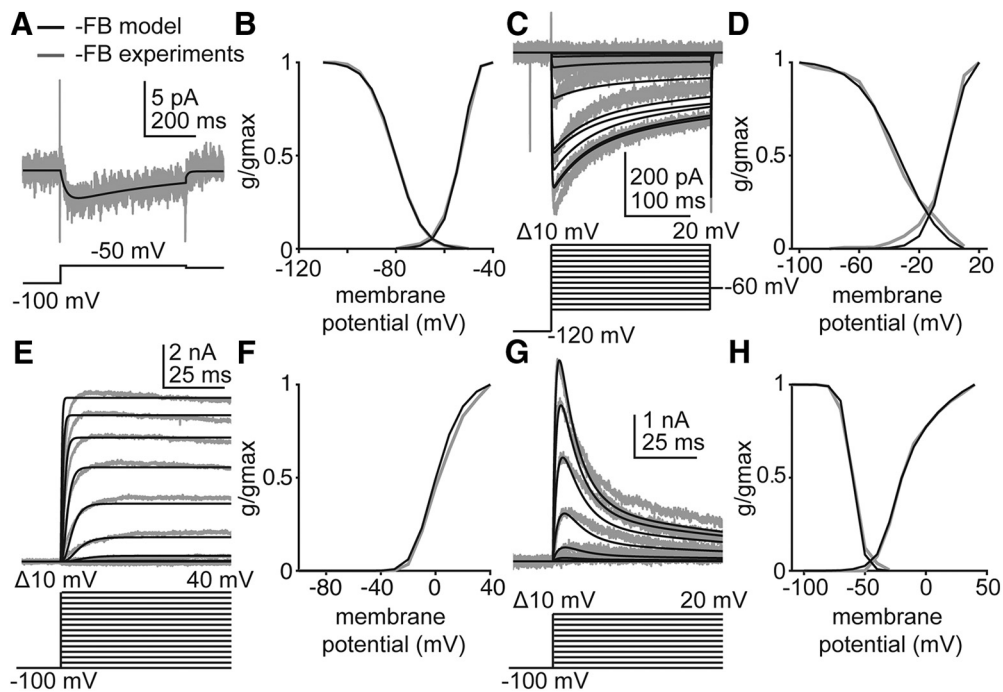 A
-FB model
-FB experiments
5 pA
200 ms
-50 mV
-100 mV
B
g/gmax
1
0.5
0
-120
-80
-40
membrane
potential (mV)
C
200 pA
100 ms
Δ10 mV
20 mV
-60 mV
-120 mV
D
g/gmax
1
0.5
0
-100
-60
-20
20
membrane
potential (mV)
E
2 nA
25 ms
Δ10 mV
40 mV
-100 mV
F
g/gmax
1
0.5
0
-80
-40
0
40
membrane
potential (mV)
G
1 nA
25 ms
Δ10 mV
20 mV
-100 mV
H
g/gmax
1
0.5
0
-100
-50
0
50
membrane
potential (mV)